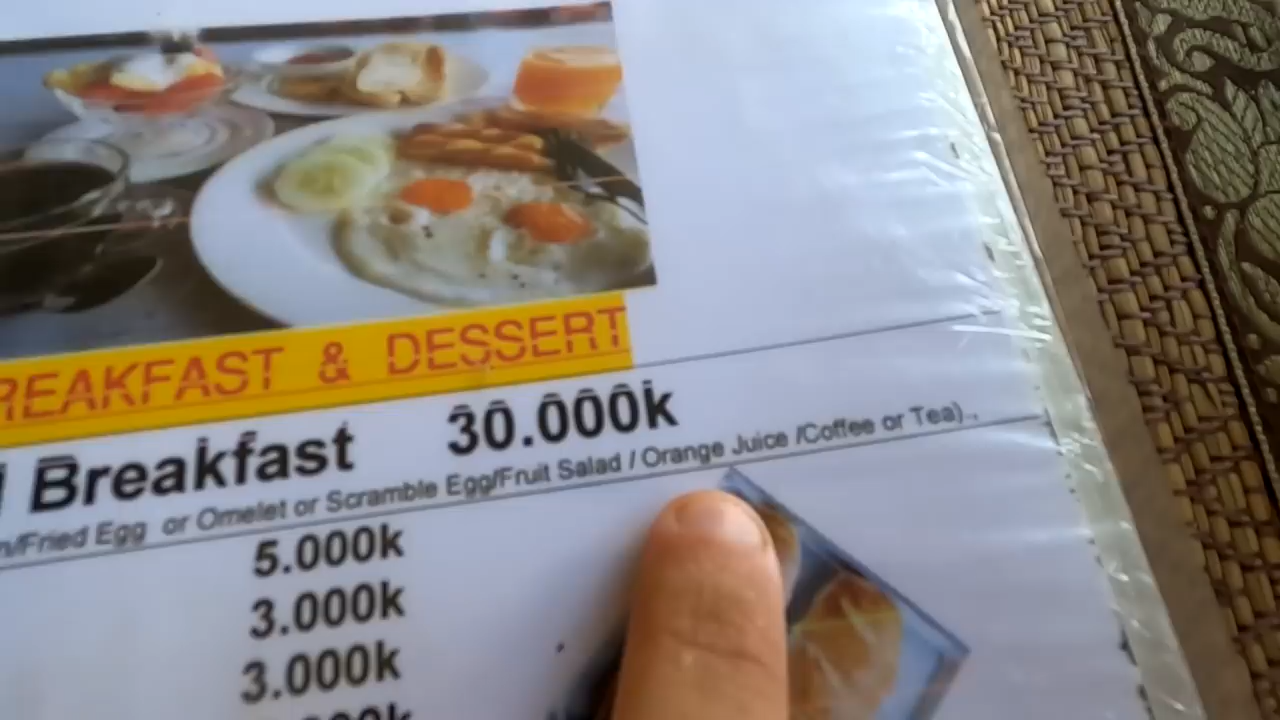 BREAKFAST & DESSERT
Breakfast 30.000k
/Fried Egg or Omelet or Scramble Egg/Fruit Salad / Orange Juice /Coffee or Tea)..
5.000k
3.000k
3.000k